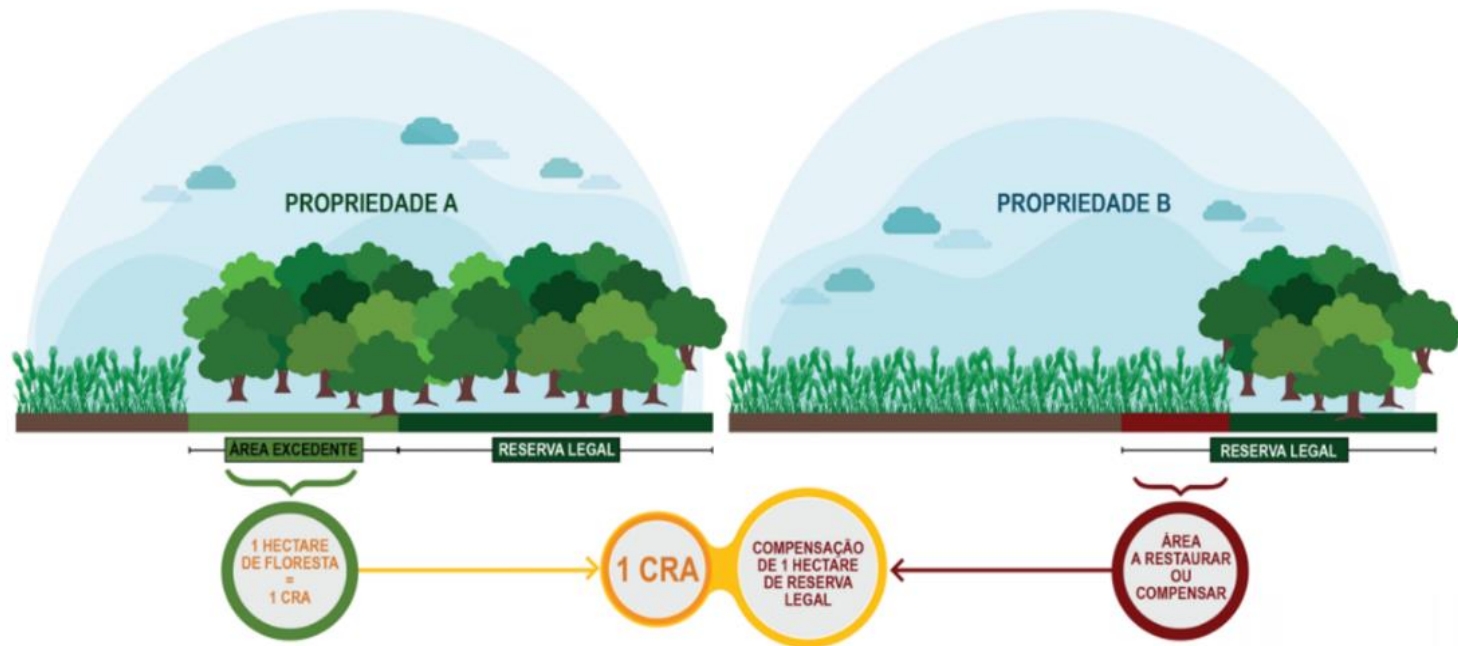 PROPRIEDADE A
PROPRIEDADE B
ÁREA EXCEDENTE
RESERVA LEGAL
RESERVA LEGAL
1 HECTARE
DE FLORESTA
=
1 CRA
1 CRA
COMPENSAÇÃO
DE 1 HECTARE
DE RESERVA
LEGAL
ÁREA
A RESTAURAR
OU
COMPENSAR